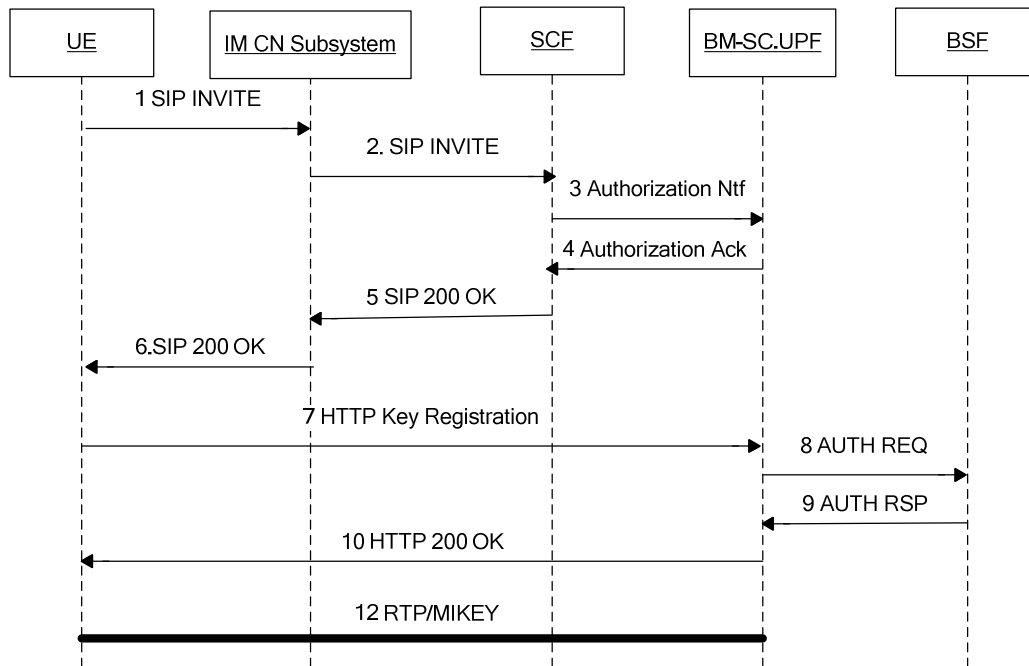 UE
IM CN Subsystem
SCF
BM-SC.UPF
BSF
1 SIP INVITE
2. SIP INVITE
3 Authorization Ntf
4 Authorization Ack
5 SIP 200 OK
6.SIP 200 OK
7 HTTP Key Registration
8 AUTH REQ
9 AUTH RSP
10 HTTP 200 OK
12 RTP/MIKEY